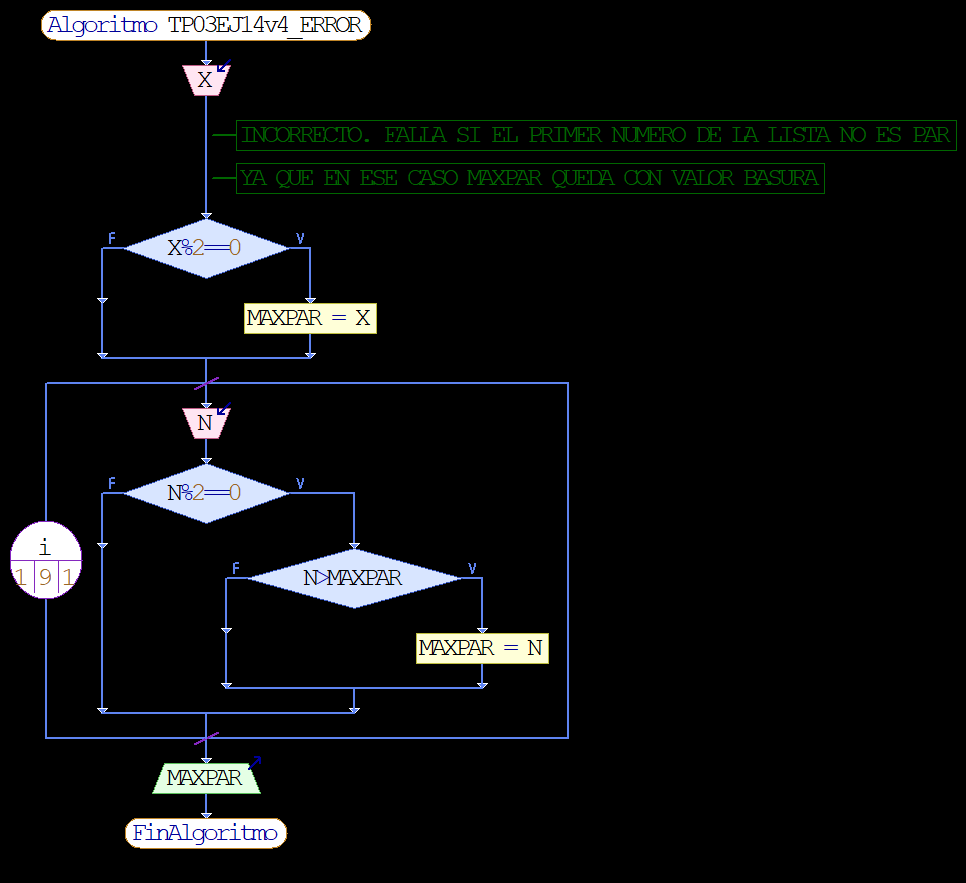 Algoritmo TP03EJ14v4_ERROR
X
INCORRECTO. FALLA SI EL PRIMER NUMERO DE LA LISTA NO ES PAR
YA QUE EN ESE CASO MAXPAR QUEDA CON VALOR BASURA
F
V
X%2==0
MAXPAR = X
N
F
V
N%2==0
i
1 9 1
F
V
N>MAXPAR
MAXPAR = N
MAXPAR
FinAlgoritmo